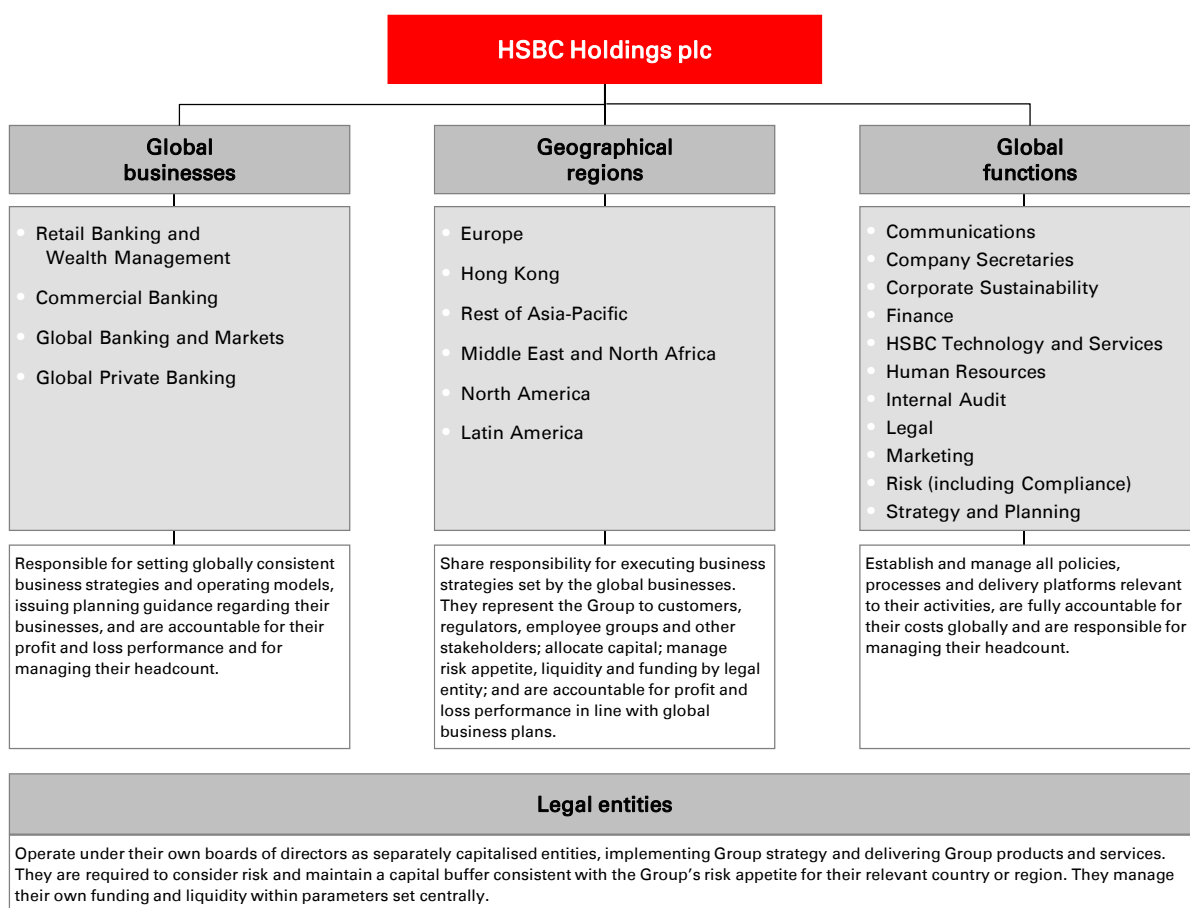 HSBC Holdings plc
Global
businesses
Retail Banking and
Wealth Management
Commercial Banking
Global Banking and Markets
Global Private Banking
Responsible for setting globally consistent
business strategies and operating models,
issuing planning guidance regarding their
businesses, and are accountable for their
profit and loss performance and for
managing their headcount.
Geographical
regions
Europe
Hong Kong
Rest of Asia-Pacific
Middle East and North Africa
North America
Latin America
Share responsibility for executing business
strategies set by the global businesses.
They represent the Group to customers,
regulators, employee groups and other
stakeholders; allocate capital; manage
risk appetite, liquidity and funding by legal
entity; and are accountable for profit and
loss performance in line with global
business plans.
Global
functions
Communications
Company Secretaries
Corporate Sustainability
Finance
HSBC Technology and Services
Human Resources
Internal Audit
Legal
Marketing
Risk (including Compliance)
Strategy and Planning
Establish and manage all policies,
processes and delivery platforms relevant
to their activities, are fully accountable for
their costs globally and are responsible for
managing their headcount.
Legal entities
Operate under their own boards of directors as separately capitalised entities, implementing Group strategy and delivering Group products and services.
They are required to consider risk and maintain a capital buffer consistent with the Group's risk appetite for their relevant country or region. They manage
their own funding and liquidity within parameters set centrally.